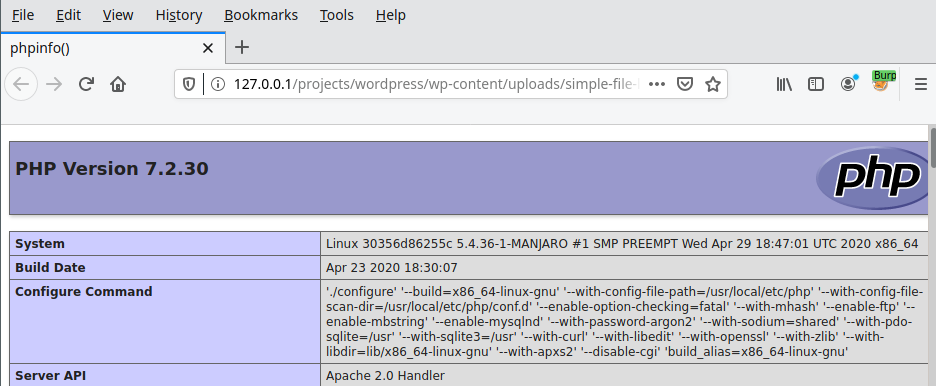 File Edit View History Bookmarks Tools Help
phpinfo()
127.0.0.1/projects/wordpress/wp-content/uploads/simple-file-
Burp
PHP Version 7.2.30
php
System Linux 30356d86255c 5.4.36-1-MANJARO #1 SMP PREEMPT Wed Apr 29 18:47:01 UTC 2020 x86_64
Build Date Apr 23 2020 18:30:07
Configure Command './configure' '--build=x86_64-linux-gnu' '--with-config-file-path=/usr/local/etc/php' '--with-config-file-
scan-dir=/usr/local/etc/php/conf.d' '--enable-option-checking=fatal' '--with-mhash' '--enable-ftp' '--
enable-mbstring' '--enable-mysqlnd' '--with-password-argon2' '--with-sodium=shared' '--with-pdo-
sqlite=/usr' '--with-sqlite3=/usr' '--with-curl' '--with-libedit' '--with-openssl' '--with-zlib' '--with-
libdir=lib/x86_64-linux-gnu' '--with-apxs2' '--disable-cgi' 'build_alias=x86_64-linux-gnu'
Server API Apache 2.0 Handler